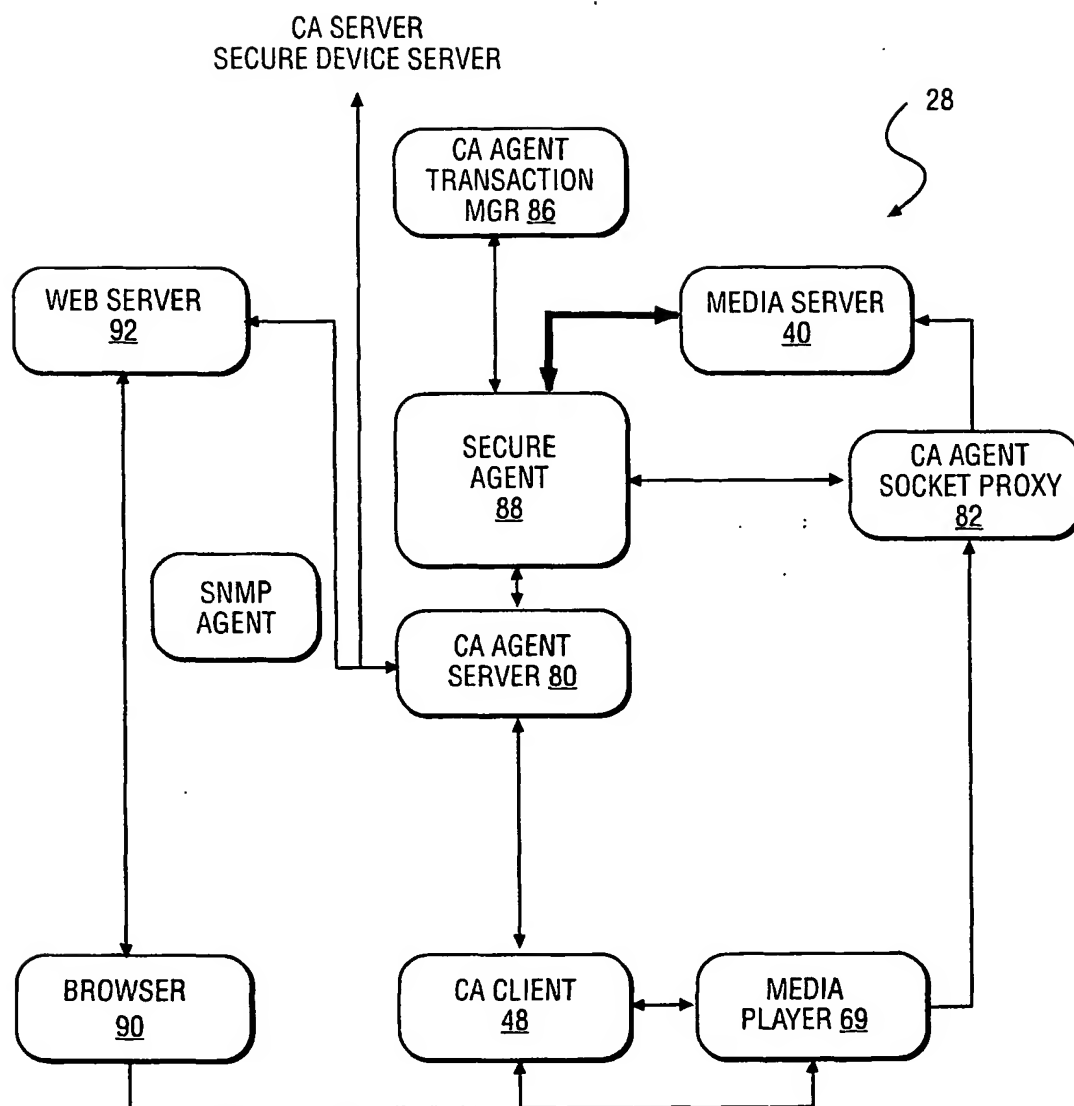 CA SERVER
SECURE DEVICE SERVER
28
CA AGENT
TRANSACTION
MGR 86
WEB SERVER
92
MEDIA SERVER
40
SECURE
AGENT
88
CA AGENT
SOCKET PROXY
82
SNMP
AGENT
CA AGENT
SERVER 80
BROWSER
90
CA CLIENT
48
MEDIA
PLAYER 69